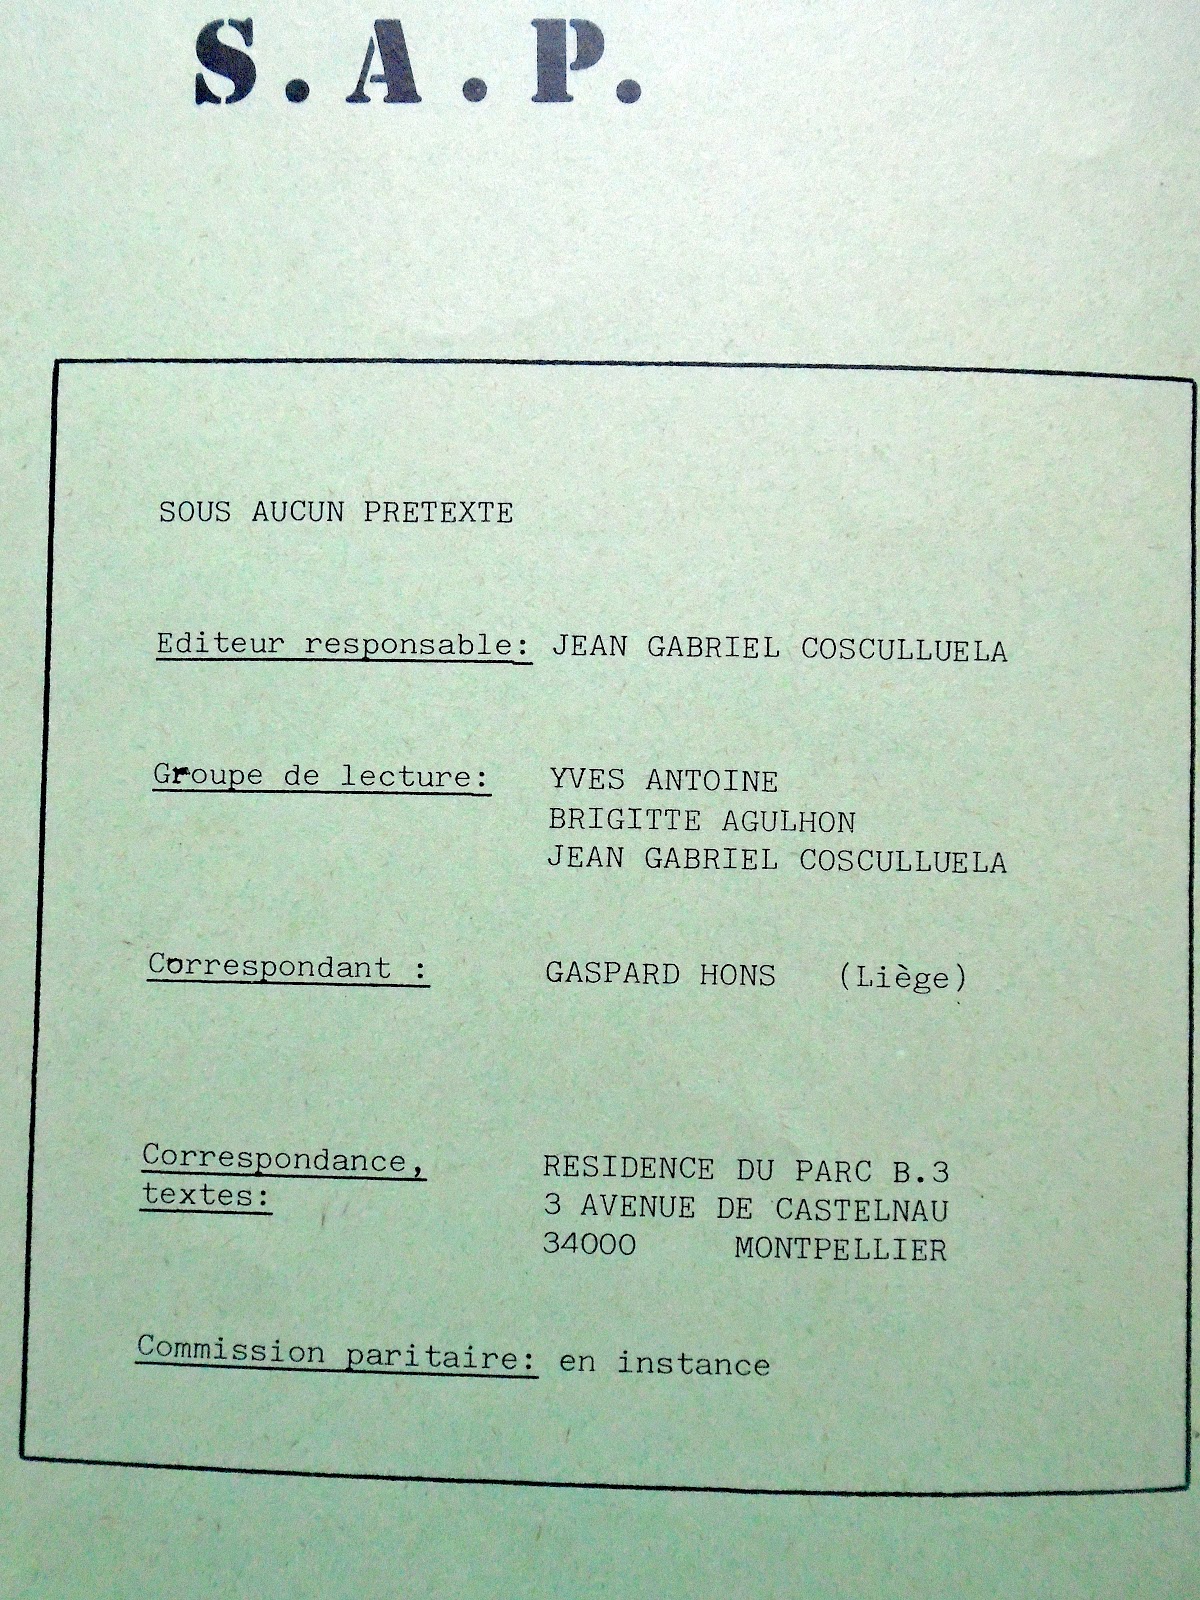 S.A.P.
SOUS AUCUN PRETEXTE
Editeur responsable: JEAN GABRIEL COSCULLUELA
Groupe de lecture: YVES ANTOINE
BRIGITTE AGULHON
JEAN GABRIEL COSCULLUELA
Correspondant : GASPARD HONS (Liège)
Correspondance, RESIDENCE DU PARC B.3
textes: 3 AVENUE DE CASTELNAU
34000 MONTPELLIER
Commission paritaire: en instance